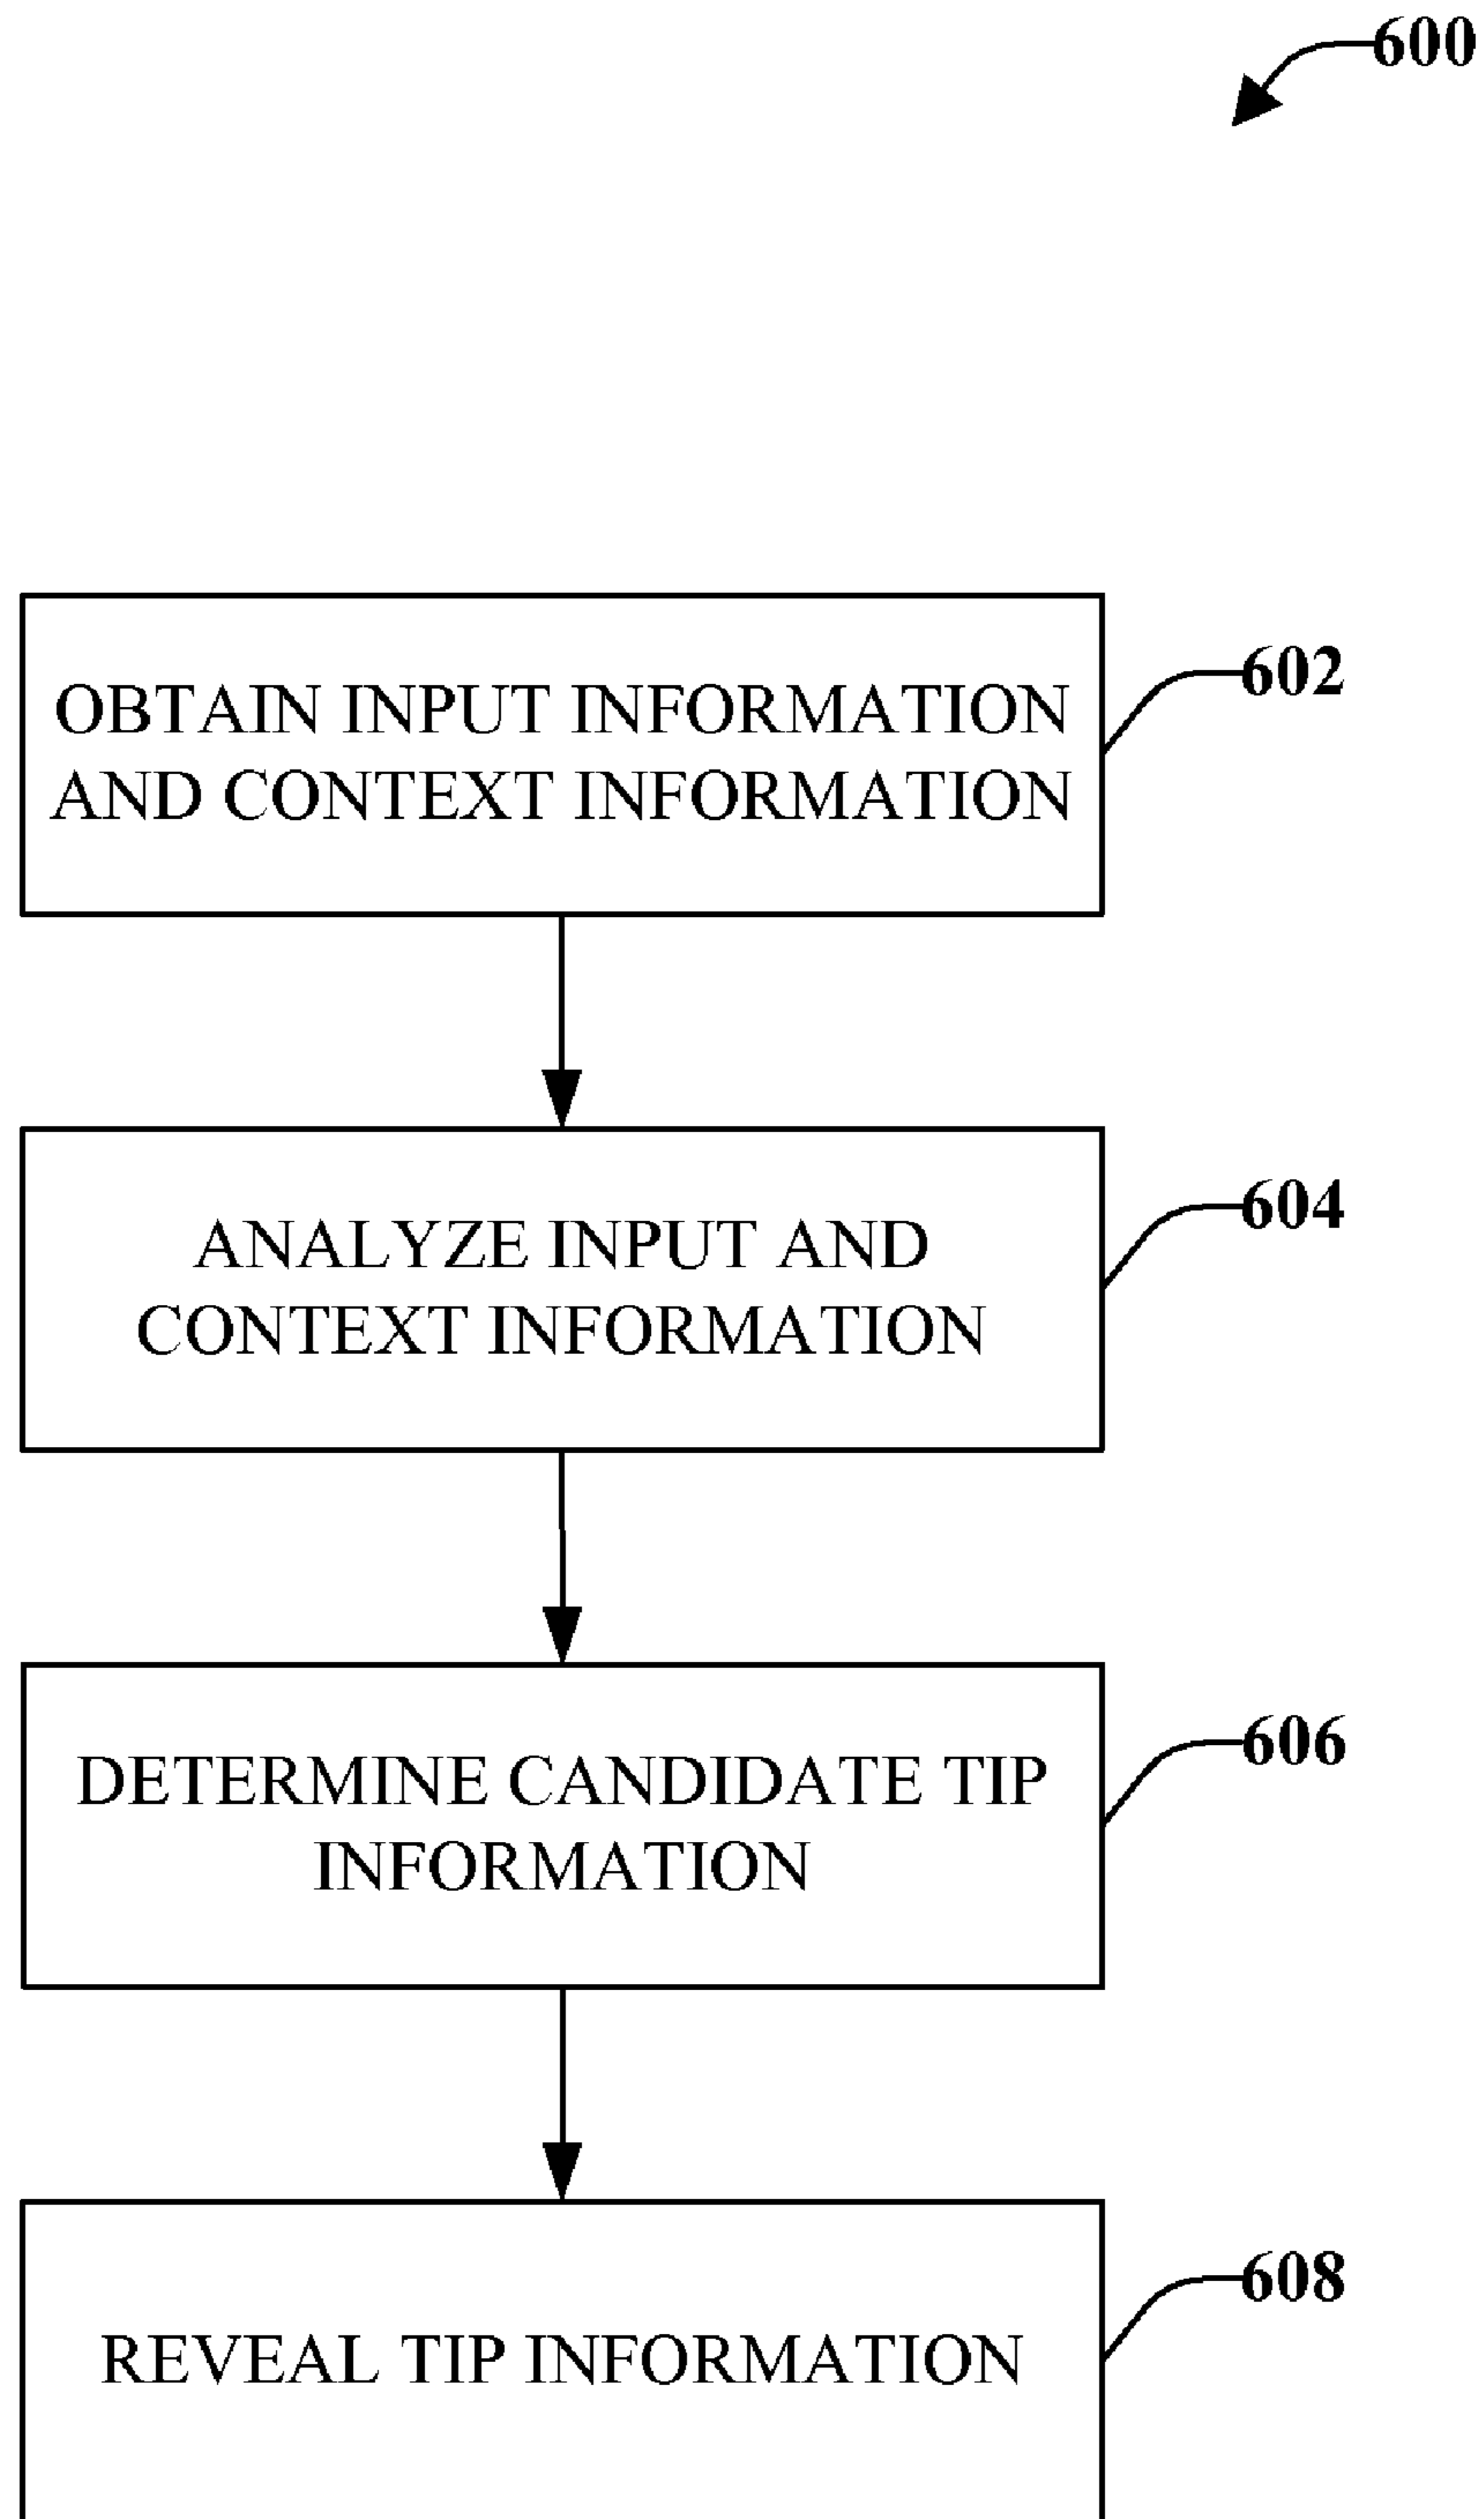 600
OBTAIN INPUT INFORMATION
AND CONTEXT INFORMATION
602
ANALYZE INPUT AND
CONTEXT INFORMATION
604
DETERMINE CANDIDATE TIP
INFORMATION
606
REVEAL TIP INFORMATION
608